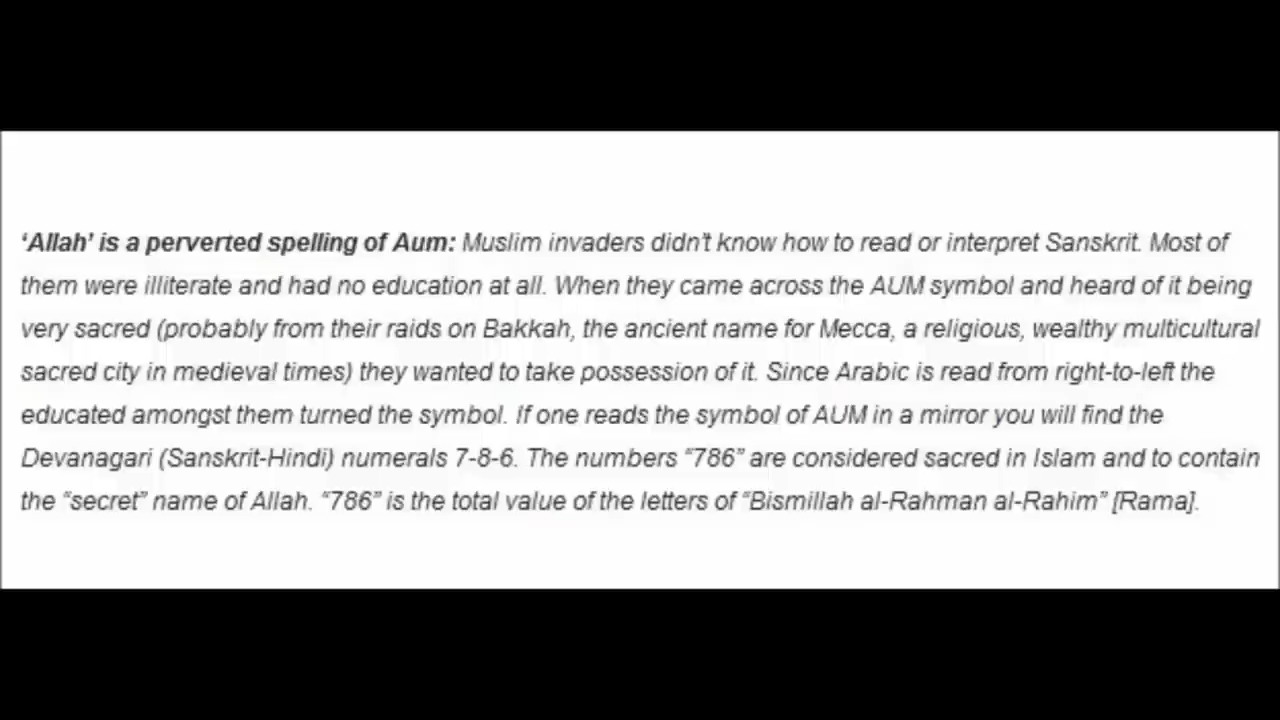 ‘Allah’ is a perverted spelling of Aum: Muslim invaders didn’t know how to read or interpret Sanskrit. Most of
them were illiterate and had no education at all. When they came across the AUM symbol and heard of it being
very sacred (probably from their raids on Bakkah, the ancient name for Mecca, a religious, wealthy multicultural
sacred city in medieval times) they wanted to take possession of it. Since Arabic is read from right-to-left the
educated amongst them turned the symbol. If one reads the symbol of AUM in a mirror you will find the
Devanagari (Sanskrit-Hindi) numerals 7-8-6. The numbers “786” are considered sacred in Islam and to contain
the “secret” name of Allah. “786” is the total value of the letters of “Bismillah al-Rahman al-Rahim” [Rama].